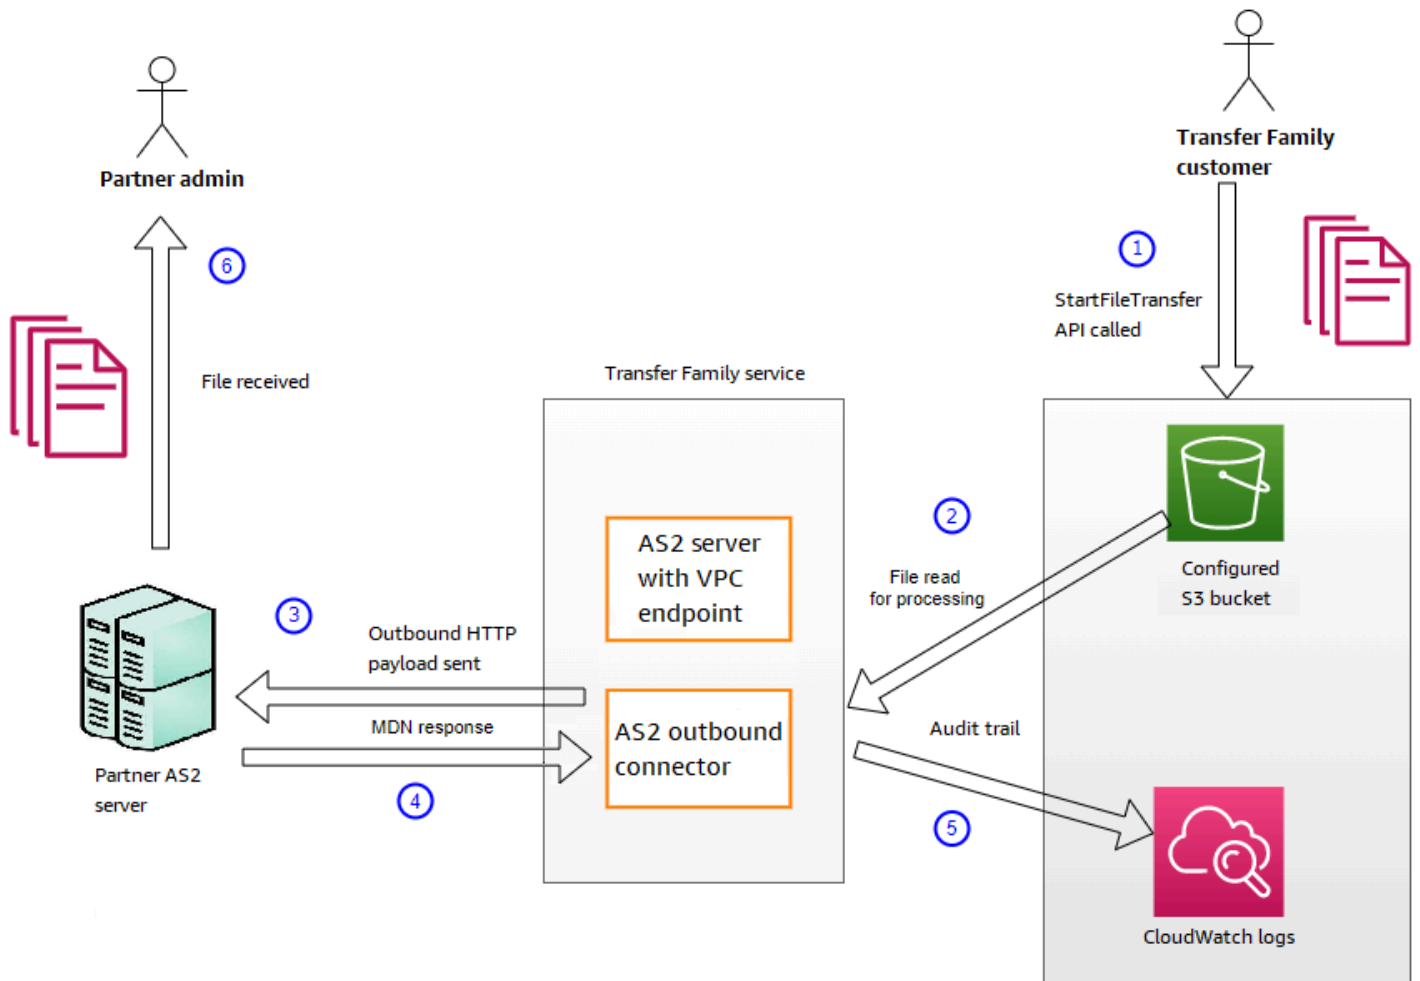 Partner admin
Transfer Family
customer
6
1
StartFileTransfer
API called
File received
Transfer Family service
2
AS2 server
with VPC
endpoint
File read
for processing
Configured
S3 bucket
3
Outbound HTTP
payload sent
MDN response
AS2 outbound
connector
Audit trail
Partner AS2
server
4
5
CloudWatch logs